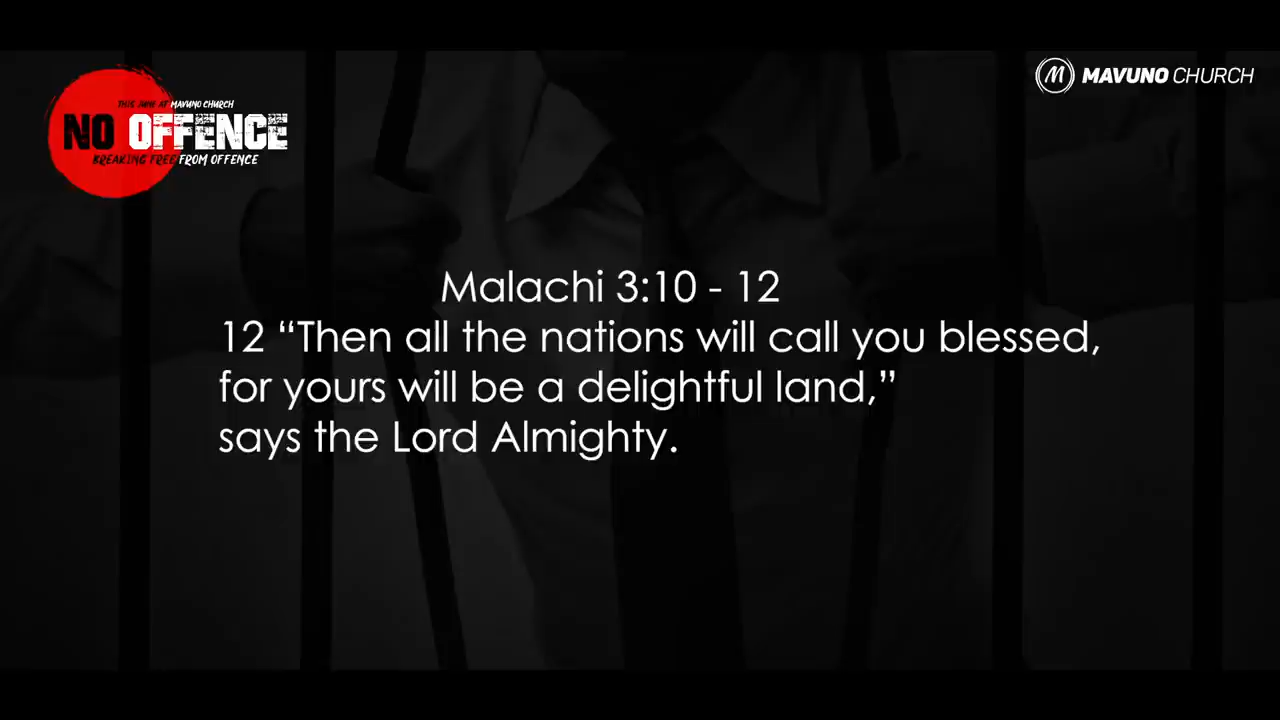 THIS JUNE AT MAVUNO CHURCH
NO OFFENCE
BREAKING FREE FROM OFFENCE
MAVUNO CHURCH
Malachi 3:10 - 12
12 “Then all the nations will call you blessed,
for yours will be a delightful land,”
says the Lord Almighty.